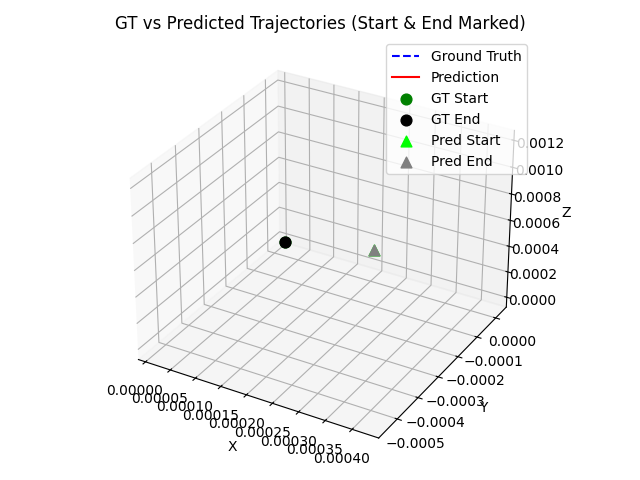 GT vs Predicted Trajectories (Start & End Marked)
Ground Truth
Prediction
GT Start
GT End
Pred Start
Pred End
0.0012
0.0010
0.0008
0.0006
0.0004
0.0002
0.0000
Z
0.0000
−0.0001
−0.0002
−0.0003
−0.0004
−0.0005
Y
0.00000
0.00005
0.00010
0.00015
0.00020
0.00025
0.00030
0.00035
0.00040
X